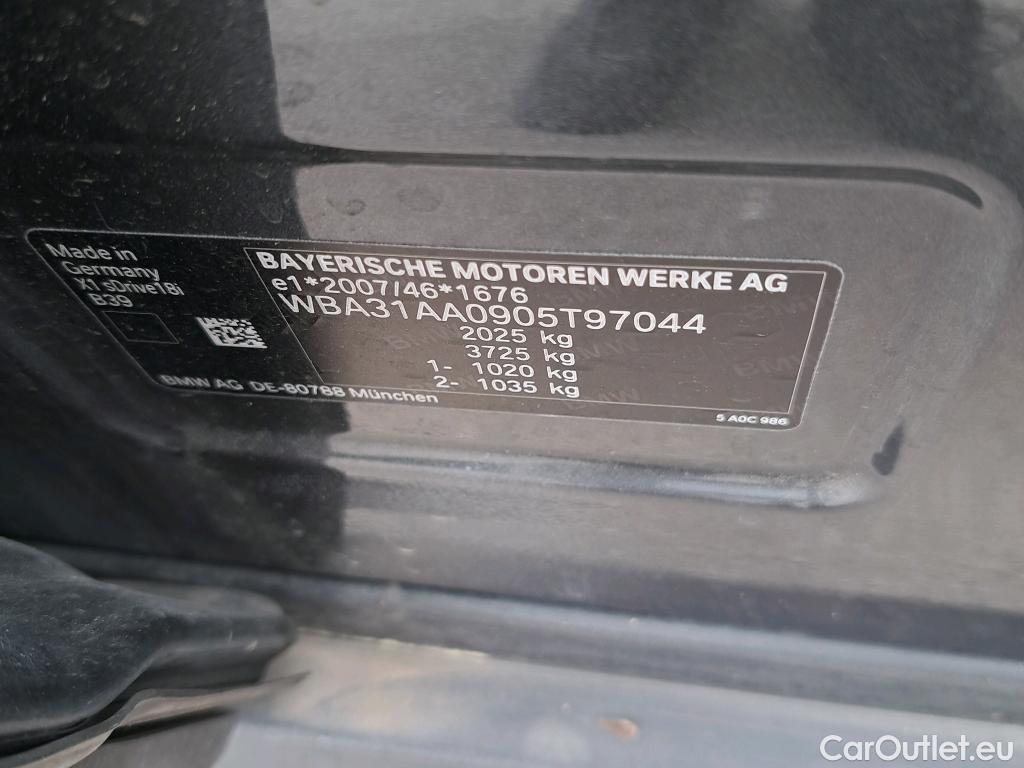 Made in
Germany
X1 sDrive18i
B39
BMW AG DE-80788 München
BAYERISCHE MOTOREN WERKE AG
e1*2007/46*1676
WBA31AA0905T97044
2025 kg
3725 kg
1- 1020 kg
2- 1035 kg
5 A0C 986
CarOutlet.eu